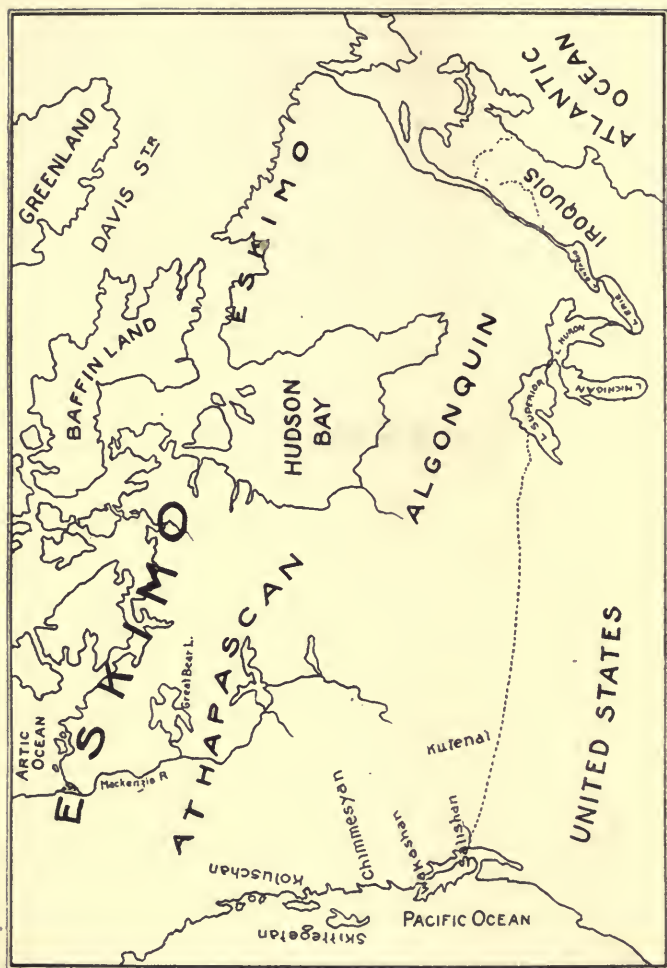 GREENLAND
DAVIS STR
BAFFIN LAND
ARTIC
OCEAN
ESKIMO
ESKIMO
Great Bear L.
Mackenzie R
ATHAPASCAN
HUDSON
BAY
ALGONQUIN
IROQUOIS
ATLANTIC
OCEAN
ONTARIO
L. ERIE
L. HURON
L. SUPERIOR
L MICHIGAN
Koluschan
Skittegetan
Chimmesyan
Wakashan
Salishan
Kutenai
PACIFIC OCEAN
UNITED STATES